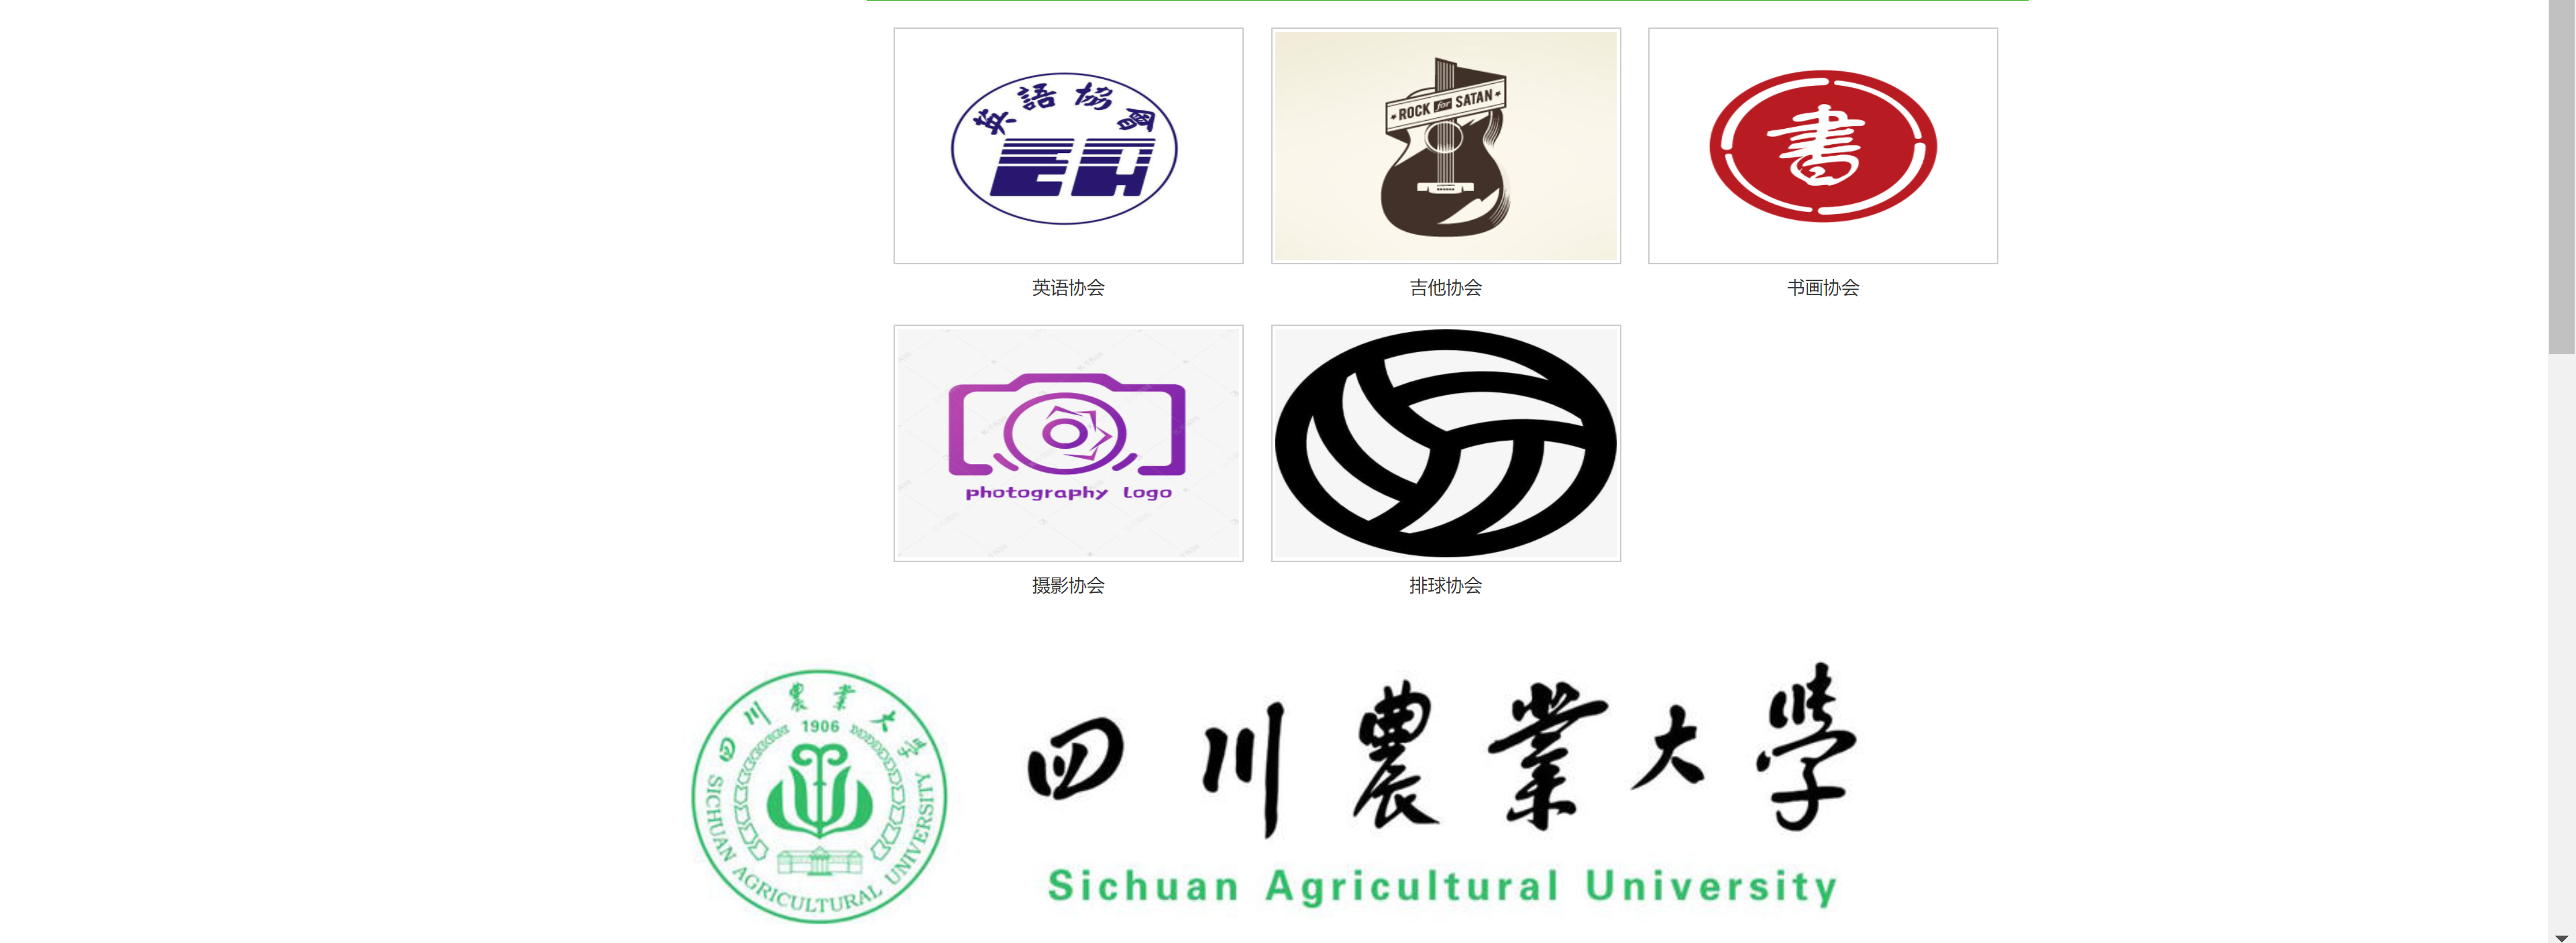 英語協會
EA
ROCK for SATAN
書
英语协会
吉他协会
书画协会
photography logo
摄影协会
排球协会
四川農業大學
1906
SICHUAN AGRICULTURAL UNIVERSITY
四川農業大學
Sichuan Agricultural University